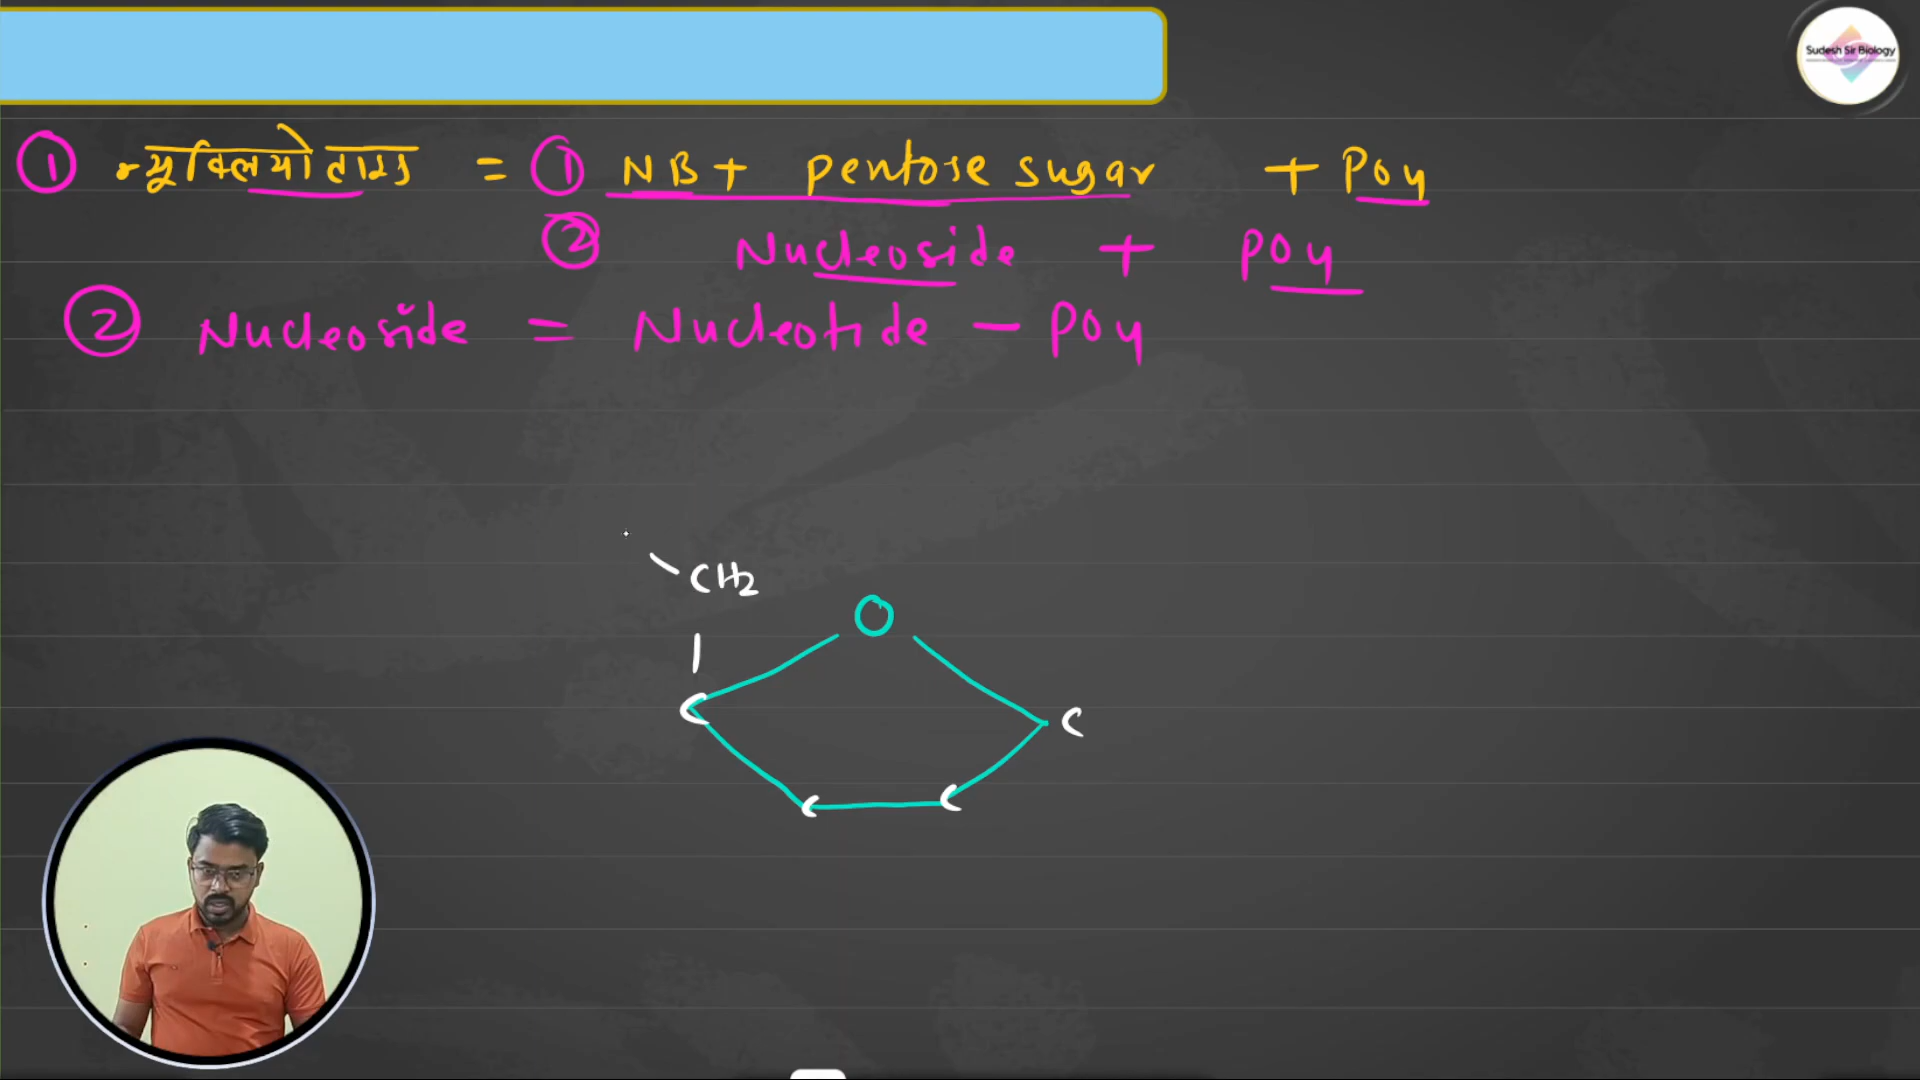 Sudesh Sir Biology
① न्यूक्लियोटाइड = ① NB + pentose sugar + PO4
② Nucleoside + PO4
② Nucleoside = Nucleotide – PO4
CH2
O
C
C
C
C